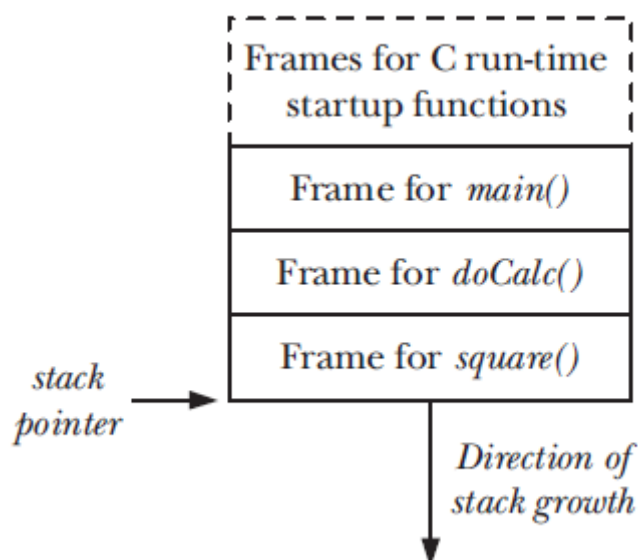 Frames for C run-time
startup functions
Frame for main()
Frame for doCalc()
Frame for square()
stack
pointer
Direction of
stack growth